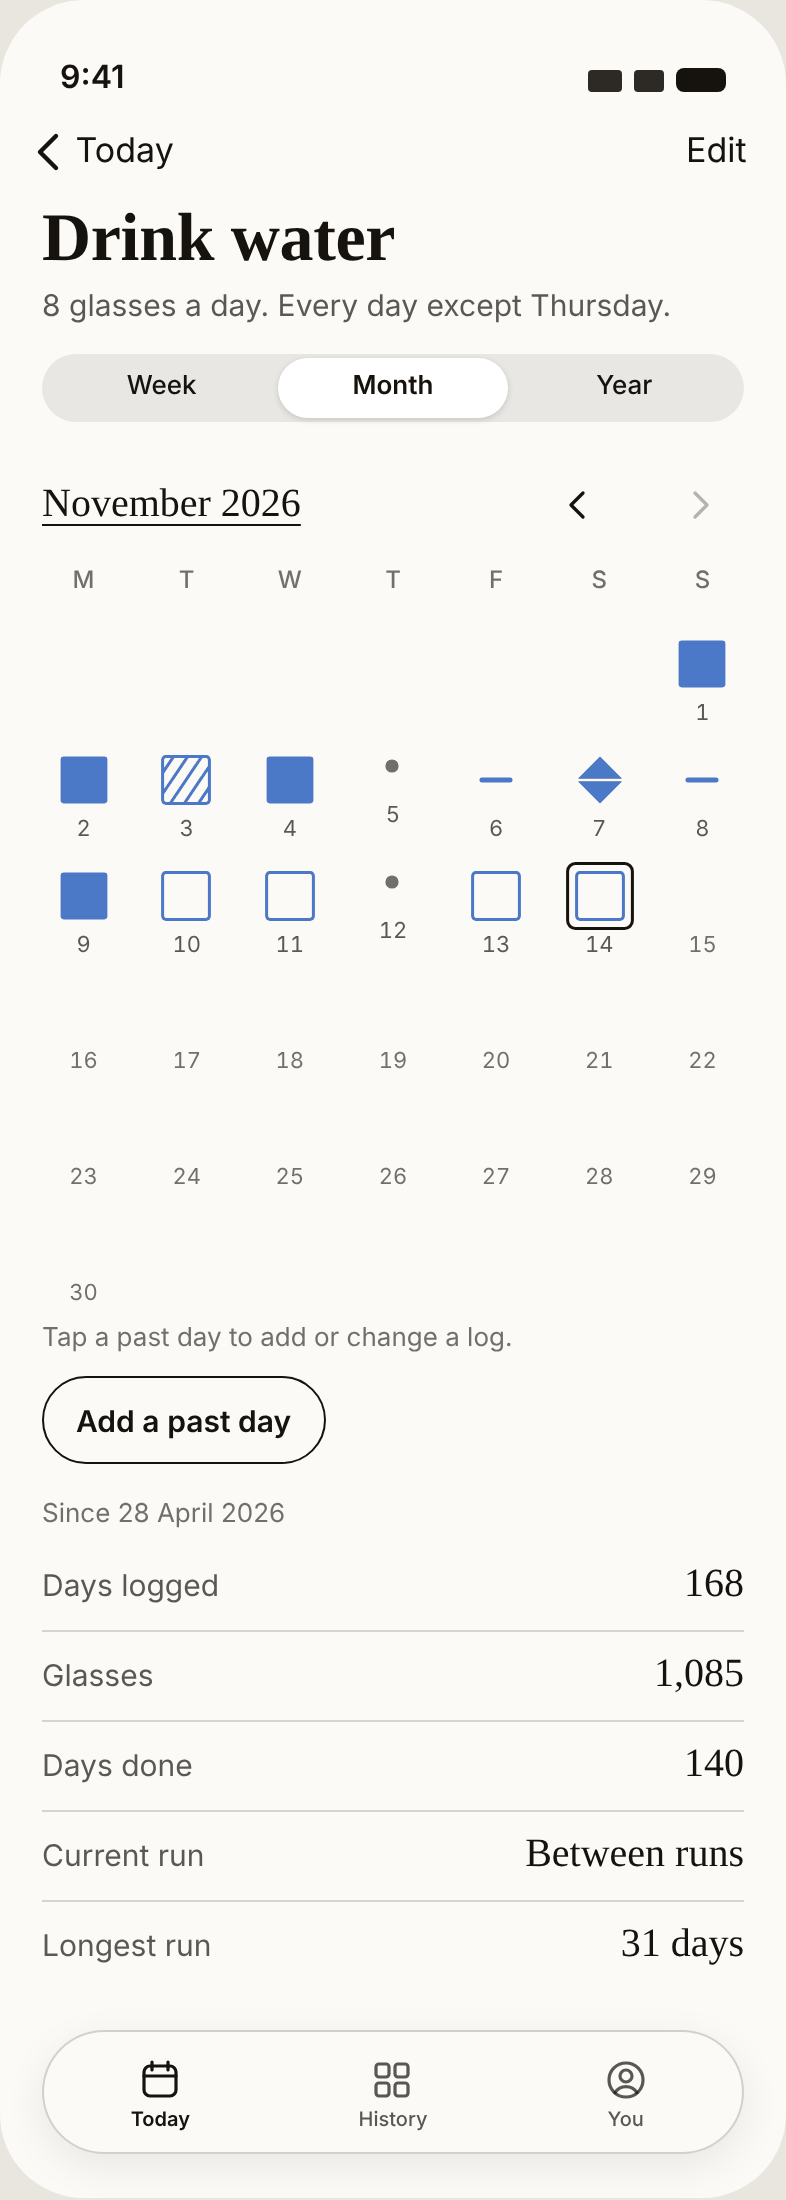 9:41
Today Edit
Drink water
8 glasses a day. Every day except Thursday.
Week Month Year
November 2026
M T W T F S S
1
2 3 4 5 6 7 8
9 10 11 12 13 14 15
16 17 18 19 20 21 22
23 24 25 26 27 28 29
30
Tap a past day to add or change a log.
Add a past day
Since 28 April 2026
Days logged 168
Glasses 1,085
Days done 140
Current run Between runs
Longest run 31 days
Today History You